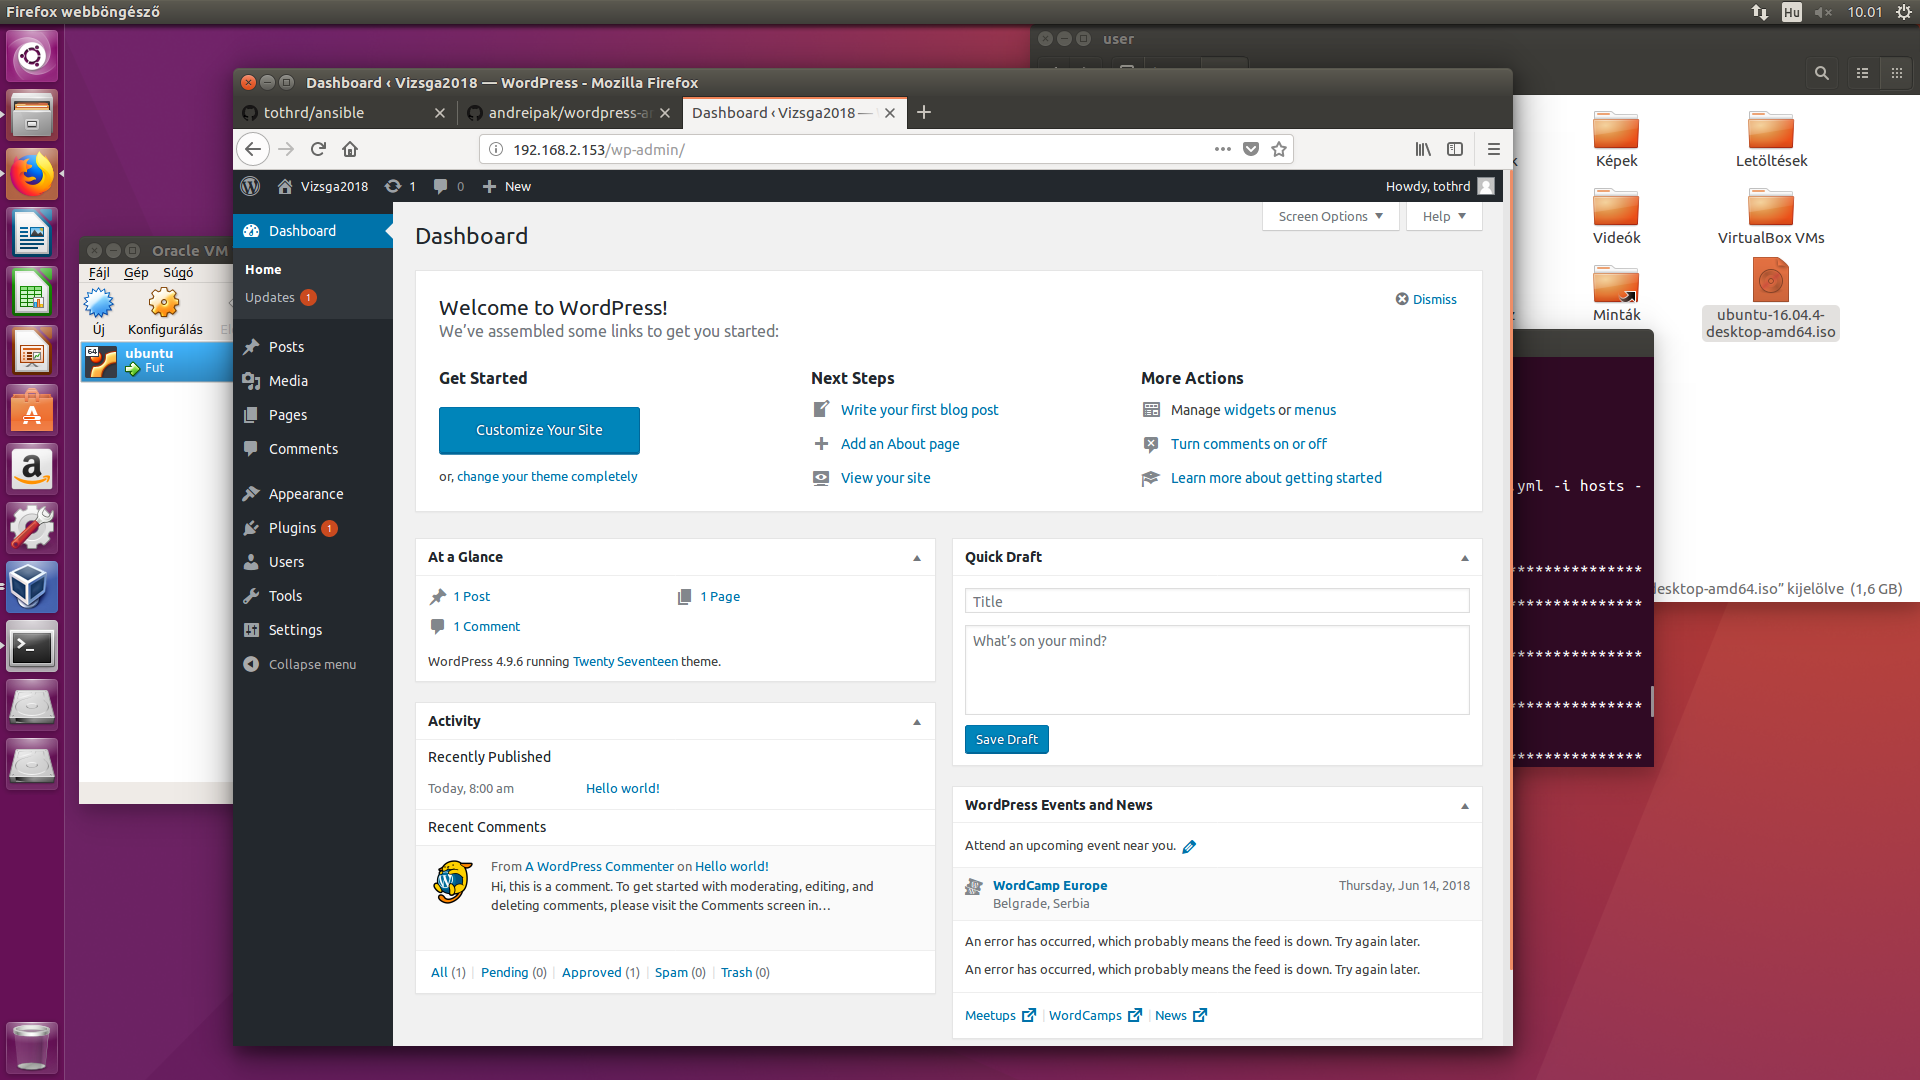 Firefox webböngésző
Hu
10.01
user
Dashboard ‹ Vizsga2018 — WordPress - Mozilla Firefox
tothrd/ansible
andreipak/wordpress-an
Dashboard ‹ Vizsga2018 —
192.168.2.153/wp-admin/
Vizsga2018
1
0
New
Howdy, tothrd
Képek
Letöltések
Videók
VirtualBox VMs
Minták
ubuntu-16.04.4-
desktop-amd64.iso
Oracle VM
Fájl Gép Súgó
Új
Konfigurálás
64
ubuntu
Fut
Dashboard
Home
Updates 1
Posts
Media
Pages
Comments
Appearance
Plugins 1
Users
Tools
Settings
Collapse menu
Screen Options
Help
Dashboard
Welcome to WordPress!
We've assembled some links to get you started:
Dismiss
Get Started
Customize Your Site
or, change your theme completely
Next Steps
Write your first blog post
Add an About page
View your site
More Actions
Manage widgets or menus
Turn comments on or off
Learn more about getting started
At a Glance
1 Post
1 Page
1 Comment
WordPress 4.9.6 running Twenty Seventeen theme.
Activity
Recently Published
Today, 8:00 am
Hello world!
Recent Comments
From A WordPress Commenter on Hello world!
Hi, this is a comment. To get started with moderating, editing, and
deleting comments, please visit the Comments screen in…
All (1) | Pending (0) | Approved (1) | Spam (0) | Trash (0)
Quick Draft
Title
What's on your mind?
Save Draft
WordPress Events and News
Attend an upcoming event near you.
WordCamp Europe
Thursday, Jun 14, 2018
Belgrade, Serbia
An error has occurred, which probably means the feed is down. Try again later.
An error has occurred, which probably means the feed is down. Try again later.
Meetups | WordCamps | News
.yml -i hosts -
***************
***************
***************
***************
***************
desktop-amd64.iso” kijelölve (1,6 GB)